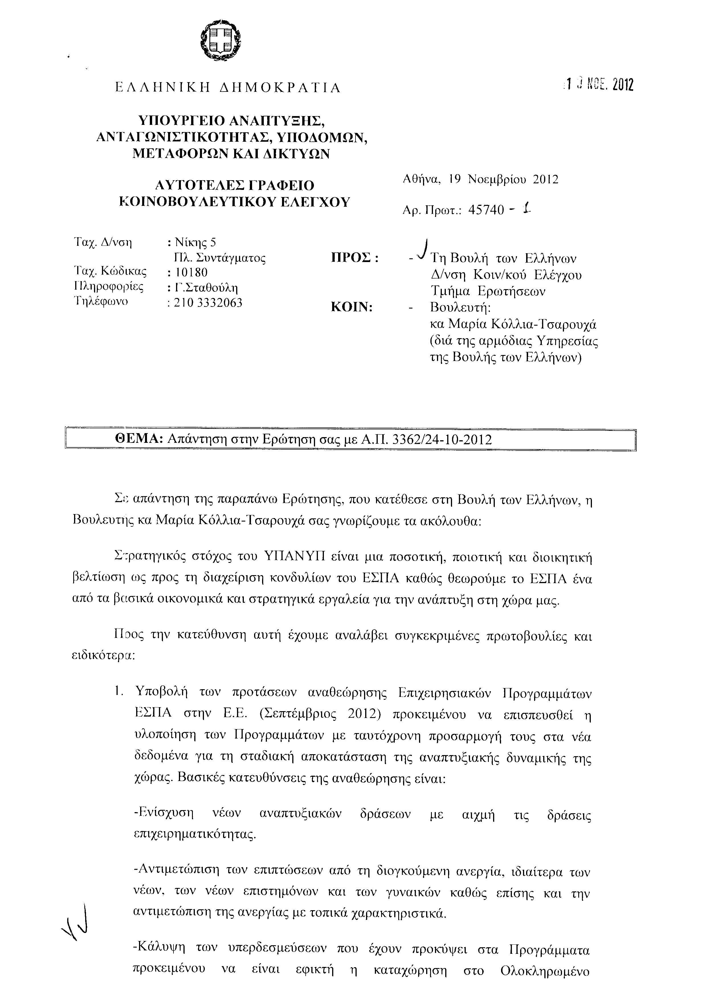 ΕΛΛΗΝΙΚΗ ΔΗΜΟΚΡΑΤΙΑ
ΝΟΕ. 2012
ΥΠΟΥΡΓΕΙΟ ΑΝΑΠΤΥΞΗΣ,
ΑΝΤΑΓΩΝΙΣΤΙΚΟΤΗΤΑΣ, ΥΠΟΔΟΜΩΝ,
ΜΕΤΑΦΟΡΩΝ ΚΑΙ ΔΙΚΤΥΩΝ
ΑΥΤΟΤΕΛΕΣ ΓΡΑΦΕΙΟ
ΚΟΙΝΟΒΟΥΛΕΥΤΙΚΟΥ ΕΛΕΓΧΟΥ
Αθήνα, 19 Νοεμβρίου 2012
Αρ. Πρωτ.: 45740 - 1
Ταχ. Δ/νση : Νίκης 5
Πλ. Συντάγματος
Ταχ. Κώδικας : 10180
Πληροφορίες : Γ.Σταθούλη
Τηλέφωνο : 210 3332063
ΠΡΟΣ : - Τη Βουλή των Ελλήνων
Δ/νση Κοιν/κού Ελέγχου
Τμήμα Ερωτήσεων
ΚΟΙΝ: - Βουλευτή:
κα Μαρία Κόλλια-Τσαρουχά
(διά της αρμόδιας Υπηρεσίας
της Βουλής των Ελλήνων)
ΘΕΜΑ: Απάντηση στην Ερώτηση σας με Α.Π. 3362/24-10-2012
Σε απάντηση της παραπάνω Ερώτησης, που κατέθεσε στη Βουλή των Ελλήνων, η
Βουλευτής κα Μαρία Κόλλια-Τσαρουχά σας γνωρίζουμε τα ακόλουθα:
Στρατηγικός στόχος του ΥΠΑΝΥΠ είναι μια ποσοτική, ποιοτική και διοικητική
βελτίωση ως προς τη διαχείριση κονδυλίων του ΕΣΠΑ καθώς θεωρούμε το ΕΣΠΑ ένα
από τα βασικά οικονομικά και στρατηγικά εργαλεία για την ανάπτυξη στη χώρα μας.
Προς την κατεύθυνση αυτή έχουμε αναλάβει συγκεκριμένες πρωτοβουλίες και
ειδικότερα:
1. Υποβολή των προτάσεων αναθεώρησης Επιχειρησιακών Προγραμμάτων
ΕΣΠΑ στην Ε.Ε. (Σεπτέμβριος 2012) προκειμένου να επισπευσθεί η
υλοποίηση των Προγραμμάτων με ταυτόχρονη προσαρμογή τους στα νέα
δεδομένα για τη σταδιακή αποκατάσταση της αναπτυξιακής δυναμικής της
χώρας. Βασικές κατευθύνσεις της αναθεώρησης είναι:
-Ενίσχυση νέων αναπτυξιακών δράσεων με αιχμή τις δράσεις
επιχειρηματικότητας.
-Αντιμετώπιση των επιπτώσεων από τη διογκούμενη ανεργία, ιδιαίτερα των
νέων, των νέων επιστημόνων και των γυναικών καθώς επίσης και την
αντιμετώπιση της ανεργίας με τοπικά χαρακτηριστικά.
-Κάλυψη των υπερδεσμεύσεων που έχουν προκύψει στα Προγράμματα
προκειμένου να είναι εφικτή η καταχώρηση στο Ολοκληρωμένο